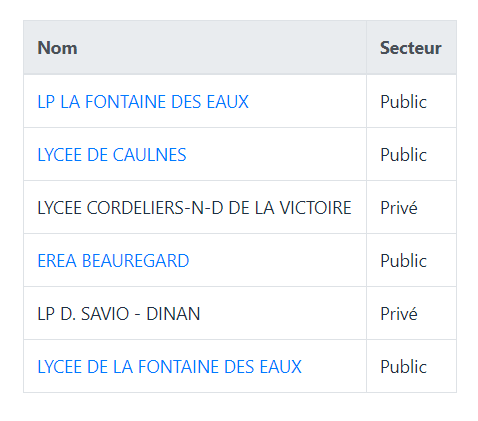 Nom Secteur
LP LA FONTAINE DES EAUX Public
LYCEE DE CAULNES Public
LYCEE CORDELIERS-N-D DE LA VICTOIRE Privé
EREA BEAUREGARD Public
LP D. SAVIO - DINAN Privé
LYCEE DE LA FONTAINE DES EAUX Public